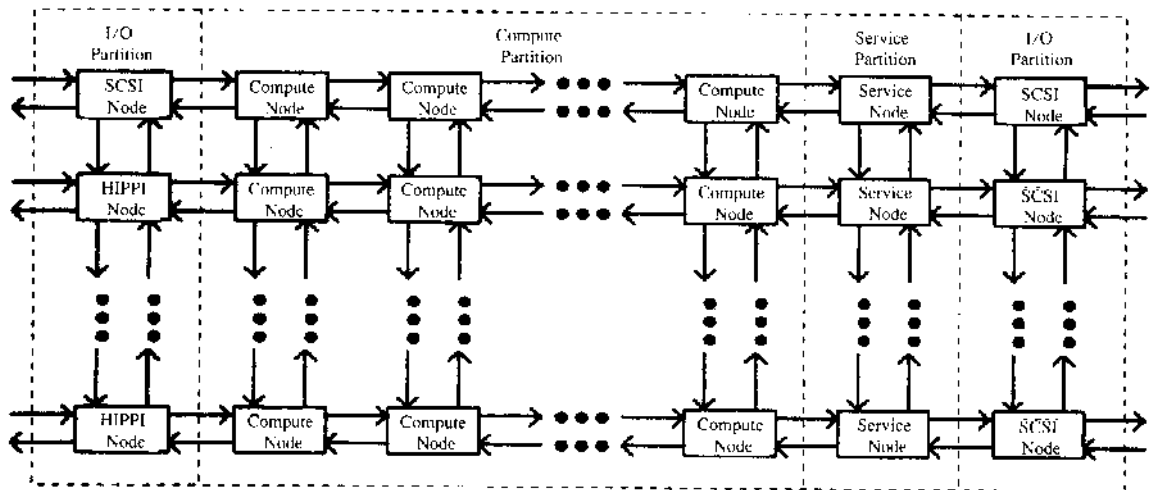 I/O
Partition
Compute
Partition
Service
Partition
I/O
Partition
SCSI
Node
Compute
Node
Compute
Node
Compute
Node
Service
Node
SCSI
Node
HIPPI
Node
Compute
Node
Compute
Node
Compute
Node
Service
Node
SCSI
Node
HIPPI
Node
Compute
Node
Compute
Node
Compute
Node
Service
Node
SCSI
Node